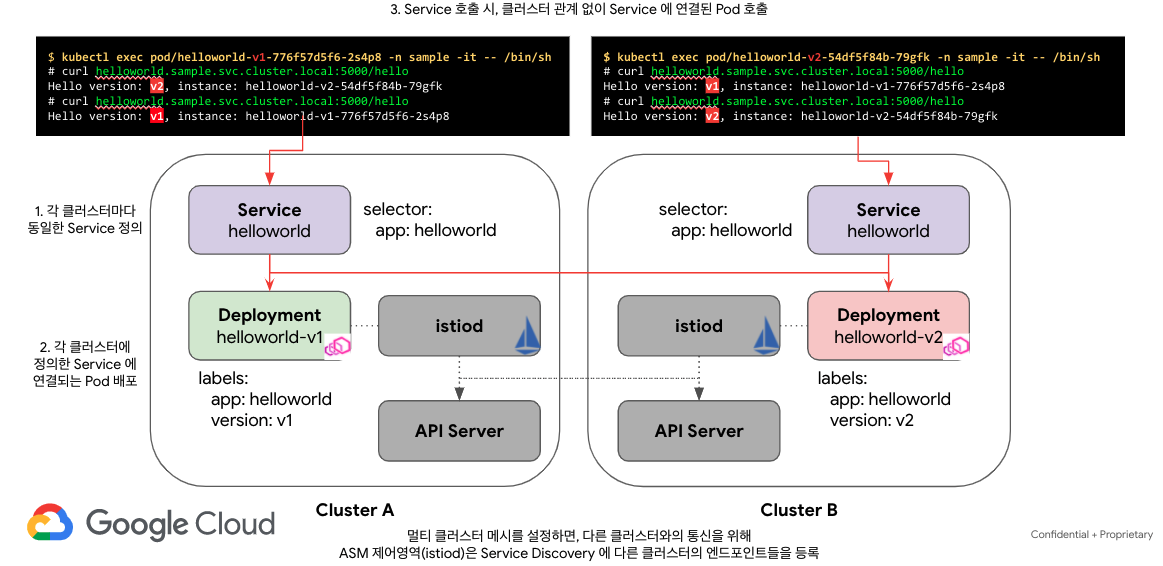 3. Service 호출 시, 클러스터 관계 없이 Service 에 연결된 Pod 호출
$ kubectl exec pod/helloworld-v1-776f57d5f6-2s4p8 -n sample -it -- /bin/sh
# curl helloworld.sample.svc.cluster.local:5000/hello
Hello version: v2, instance: helloworld-v2-54df5f84b-79gfk
# curl helloworld.sample.svc.cluster.local:5000/hello
Hello version: v1, instance: helloworld-v1-776f57d5f6-2s4p8
$ kubectl exec pod/helloworld-v2-54df5f84b-79gfk -n sample -it -- /bin/sh
# curl helloworld.sample.svc.cluster.local:5000/hello
Hello version: v1, instance: helloworld-v1-776f57d5f6-2s4p8
# curl helloworld.sample.svc.cluster.local:5000/hello
Hello version: v2, instance: helloworld-v2-54df5f84b-79gfk
1. 각 클러스터마다
동일한 Service 정의
Service
helloworld
selector:
app: helloworld
selector:
app: helloworld
Service
helloworld
2. 각 클러스터에
정의한 Service 에
연결되는 Pod 배포
Deployment
helloworld-v1
istiod
istiod
Deployment
helloworld-v2
labels:
app: helloworld
version: v1
API Server
API Server
labels:
app: helloworld
version: v2
Cluster A
Cluster B
Google Cloud
멀티 클러스터 메시를 설정하면, 다른 클러스터와의 통신을 위해
ASM 제어영역(istiod)은 Service Discovery 에 다른 클러스터의 엔드포인트들을 등록
Confidential + Proprietary